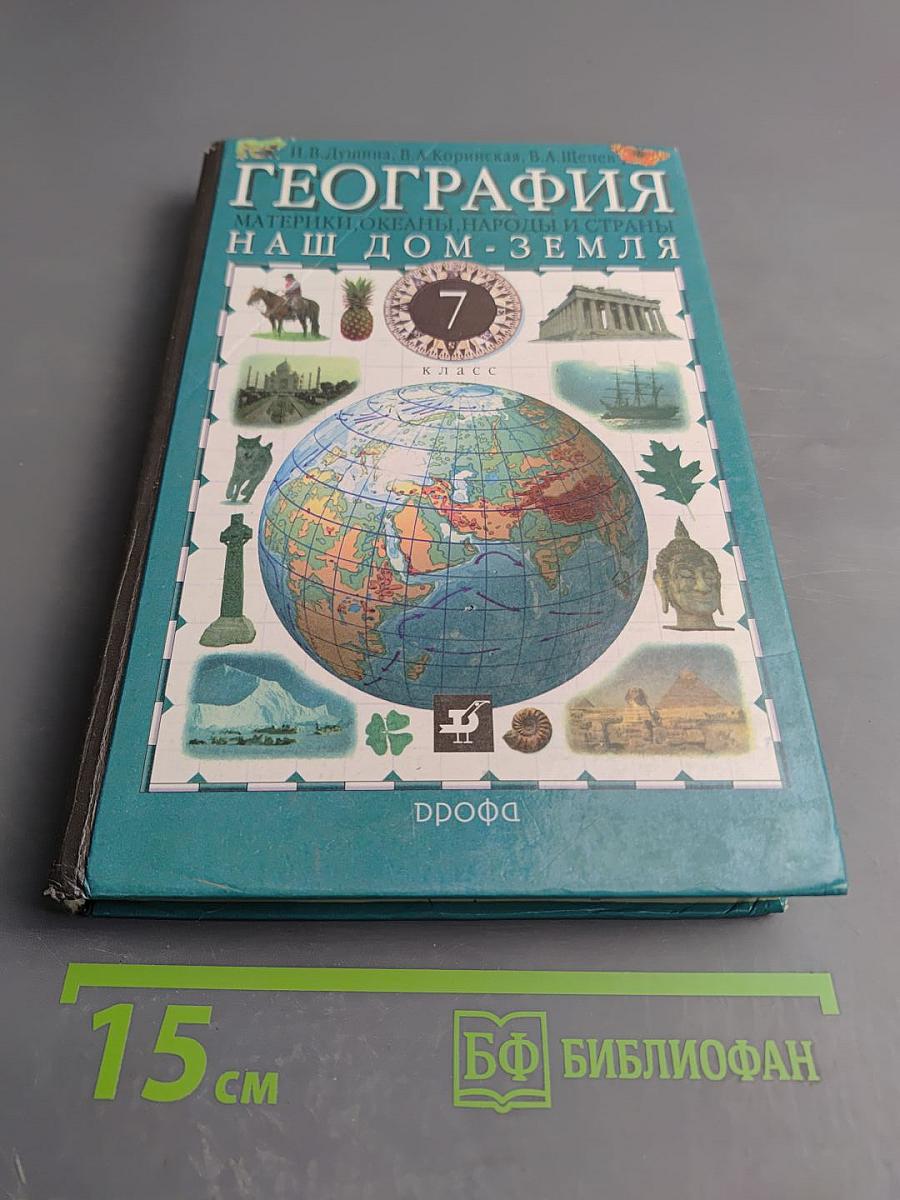 И.В.Душина, В.А.Коринская, В.А.Щенев
ГЕОГРАФИЯ
МАТЕРИКИ, ОКЕАНЫ, НАРОДЫ И СТРАНЫ
НАШ ДОМ - ЗЕМЛЯ
7
класс
дрофа
15 см
БФ БИБЛИОФАН